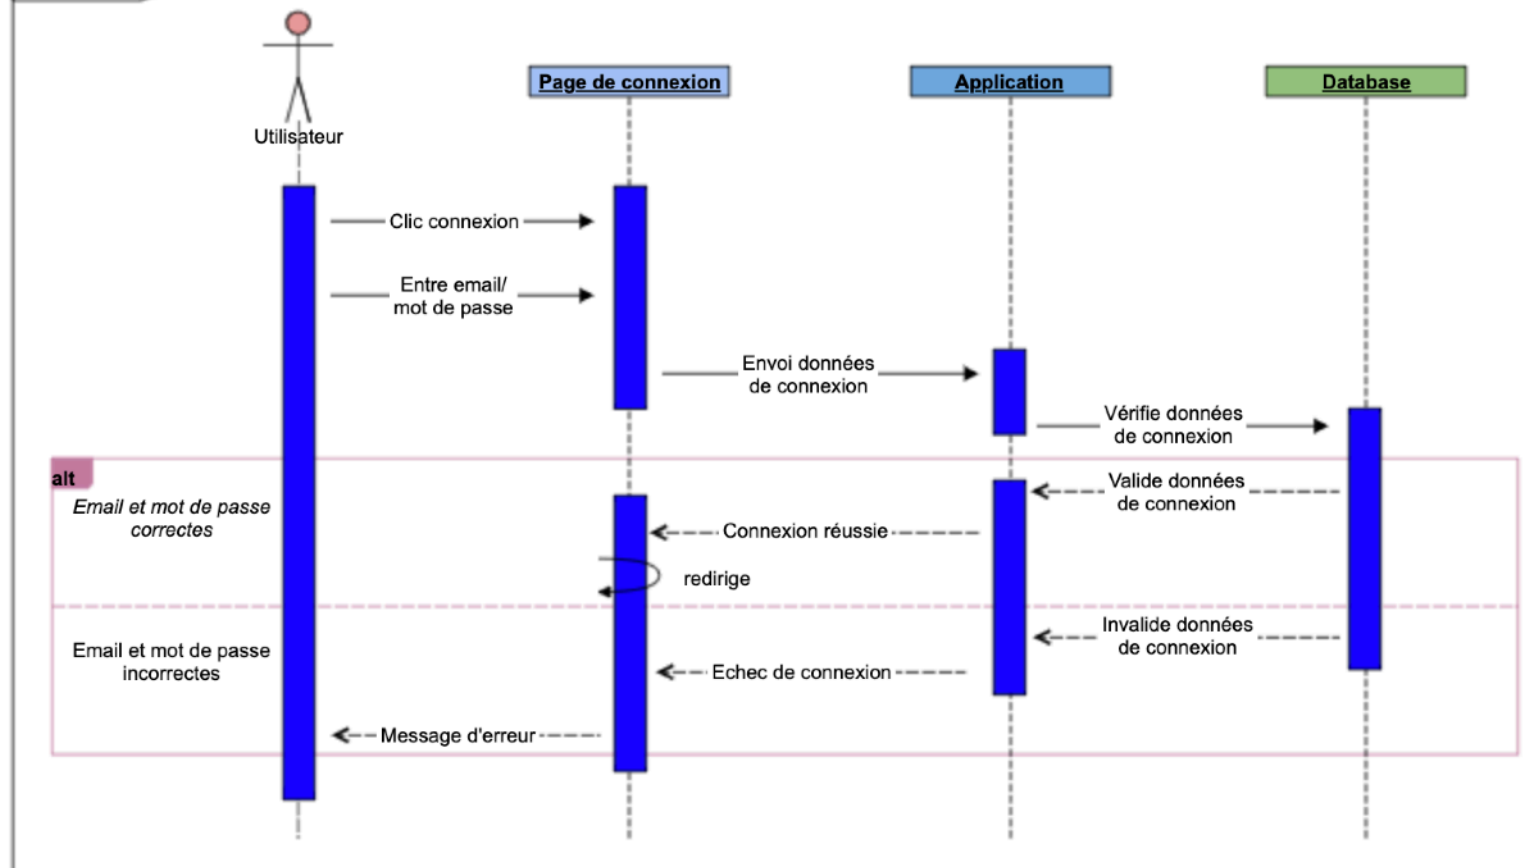 Utilisateur
Page de connexion
Application
Database
Clic connexion
Entre email/
mot de passe
Envoi données
de connexion
Vérifie données
de connexion
alt
Email et mot de passe
correctes
Valide données
de connexion
Connexion réussie
redirige
Email et mot de passe
incorrectes
Invalide données
de connexion
Echec de connexion
Message d'erreur